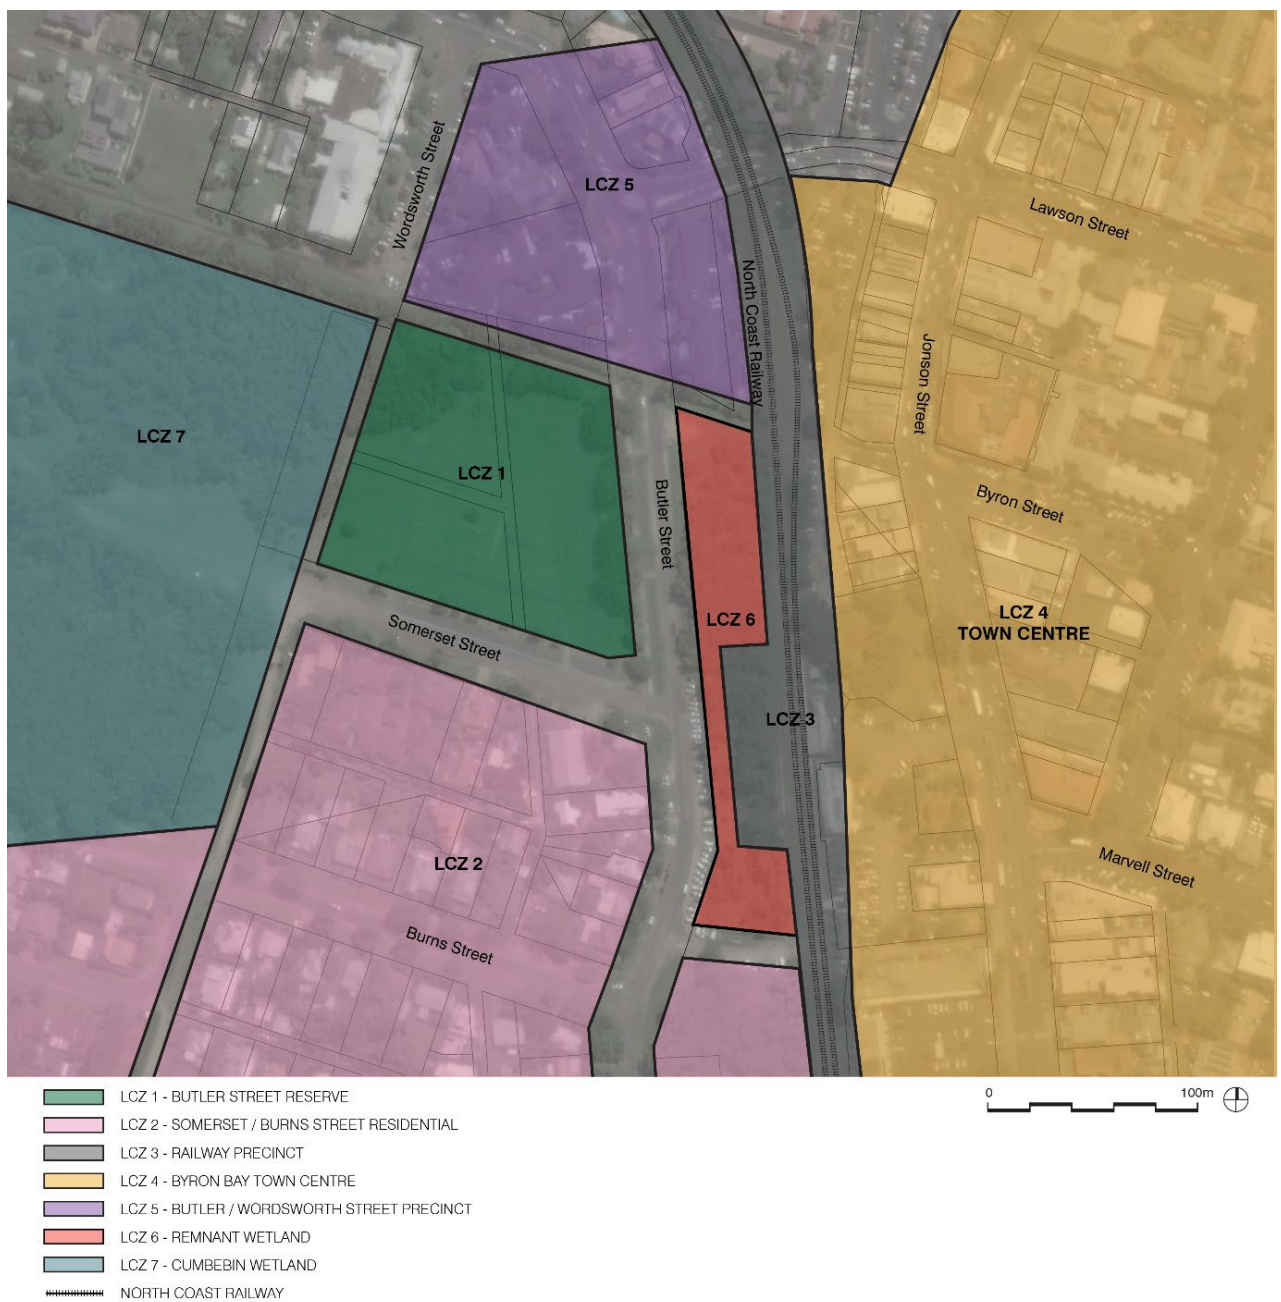 Wordsworth Street
LCZ 5
Lawson Street
North Coast Railway
Jonson Street
LCZ 7
LCZ 1
Butler Street
Byron Street
LCZ 6
LCZ 4
TOWN CENTRE
Somerset Street
LCZ 3
LCZ 2
Marvell Street
Burns Street
LCZ 1 - BUTLER STREET RESERVE
LCZ 2 - SOMERSET / BURNS STREET RESIDENTIAL
LCZ 3 - RAILWAY PRECINCT
LCZ 4 - BYRON BAY TOWN CENTRE
LCZ 5 - BUTLER / WORDSWORTH STREET PRECINCT
LCZ 6 - REMNANT WETLAND
LCZ 7 - CUMBEBIN WETLAND
NORTH COAST RAILWAY
0 100m